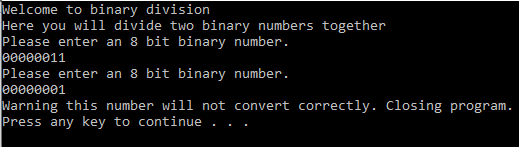 Welcome to binary division
Here you will divide two binary numbers together
Please enter an 8 bit binary number.
00000011
Please enter an 8 bit binary number.
00000001
Warning this number will not convert correctly. Closing program.
Press any key to continue . . .